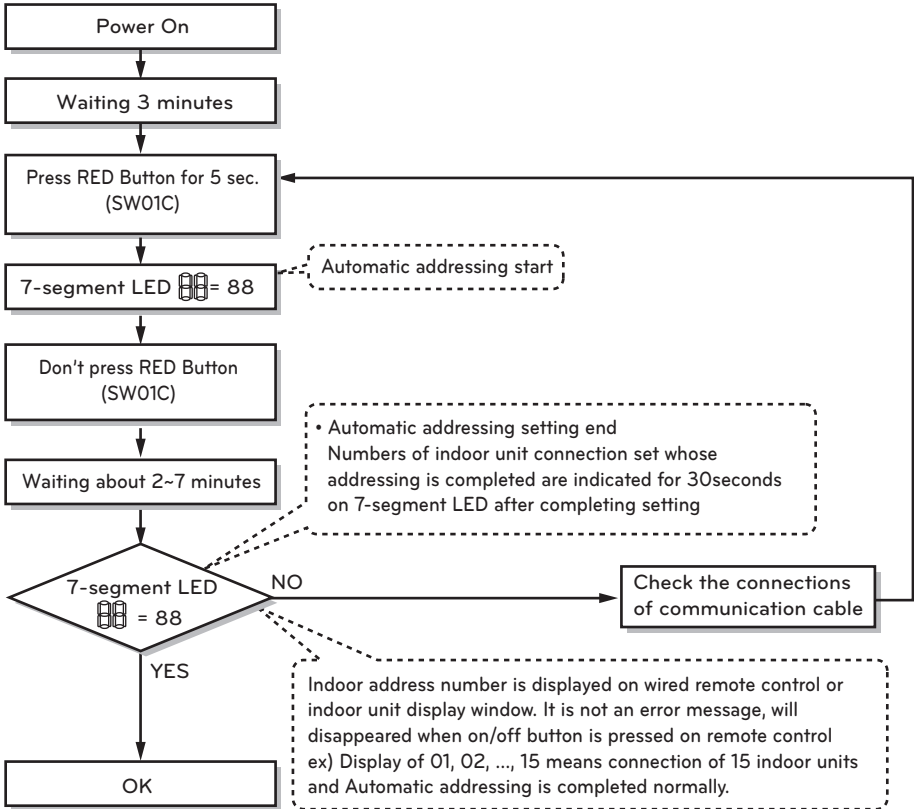 Power On
Waiting 3 minutes
Press RED Button for 5 sec.
(SW01C)
7-segment LED 88= 88
Automatic addressing start
Don't press RED Button
(SW01C)
• Automatic addressing setting end
Numbers of indoor unit connection set whose
addressing is completed are indicated for 30seconds
on 7-segment LED after completing setting
Waiting about 2~7 minutes
7-segment LED
88 = 88
NO
Check the connections
of communication cable
YES
Indoor address number is displayed on wired remote control or
indoor unit display window. It is not an error message, will
disappeared when on/off button is pressed on remote control
ex) Display of 01, 02, ..., 15 means connection of 15 indoor units
and Automatic addressing is completed normally.
OK